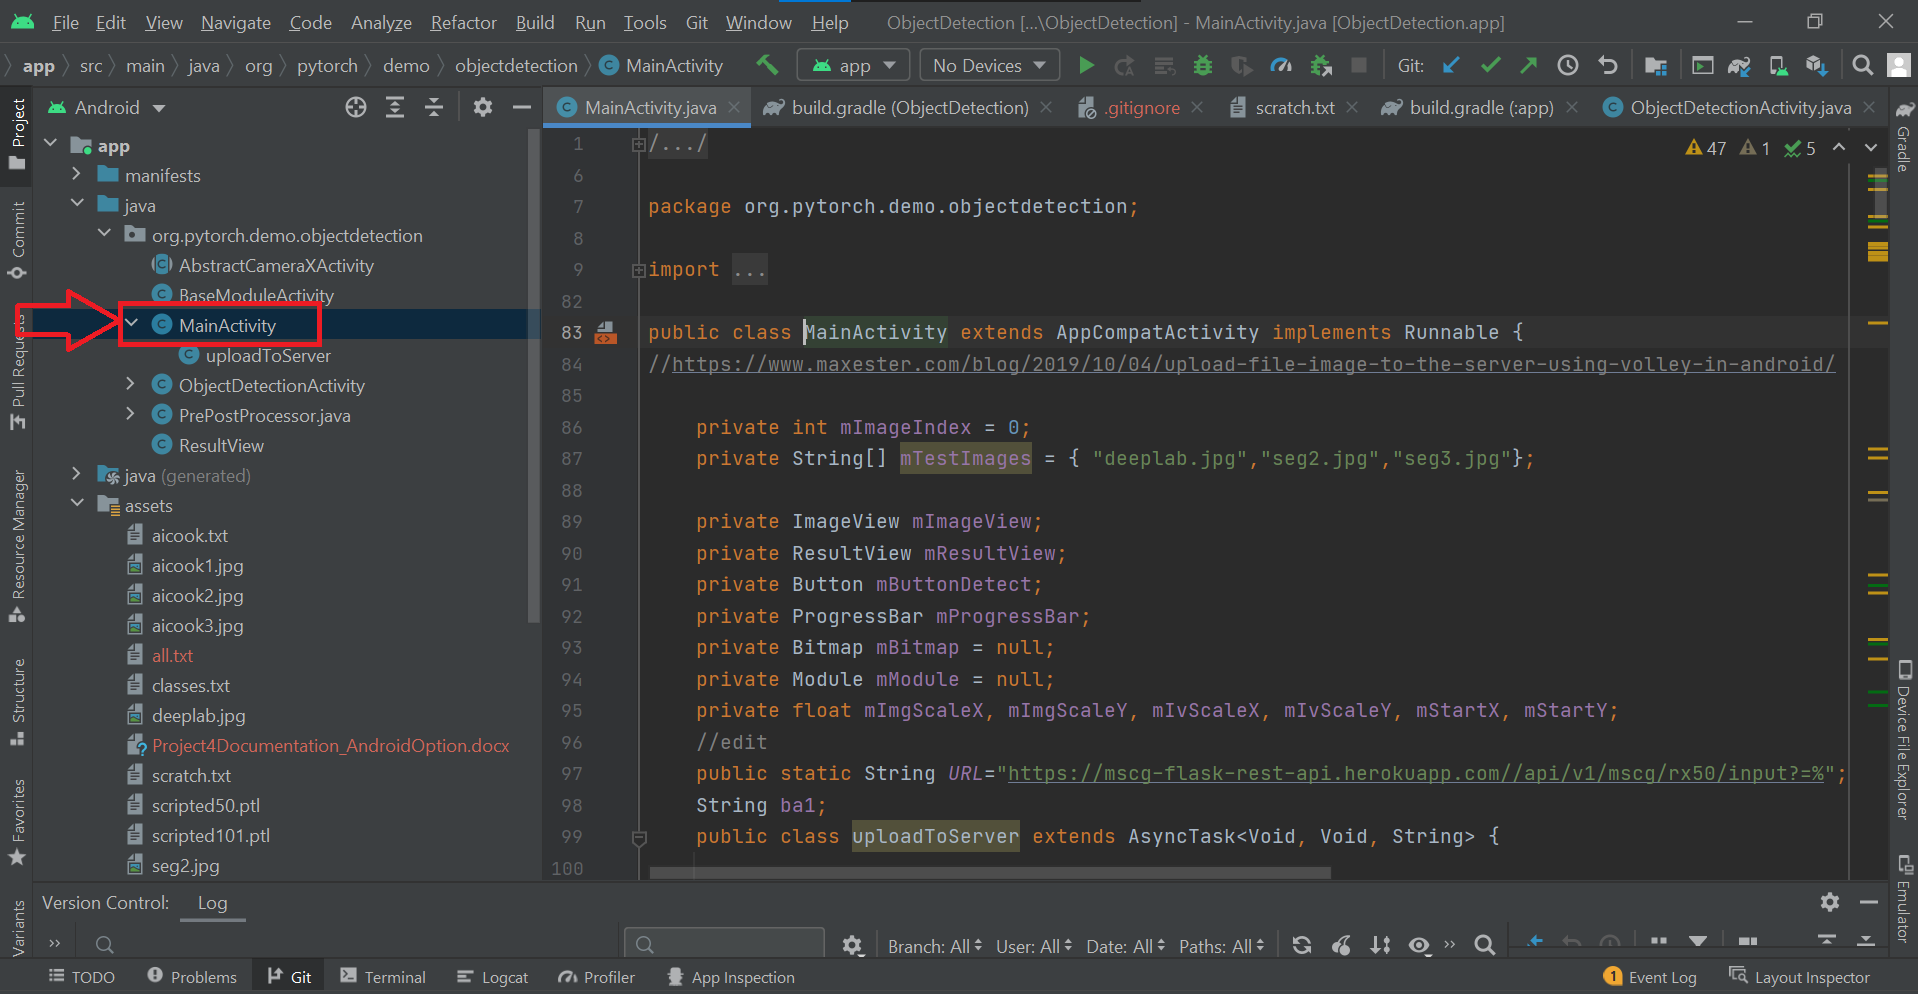 File Edit View Navigate Code Analyze Refactor Build Run Tools Git Window Help ObjectDetection [...\ObjectDetection] - MainActivity.java [ObjectDetection.app]
app src main java org pytorch demo objectdetection MainActivity app No Devices Git:
Project
Commit
Pull Requests
Resource Manager
Structure
Favorites
Variants
Android
app
manifests
java
org.pytorch.demo.objectdetection
AbstractCameraXActivity
BaseModuleActivity
MainActivity
uploadToServer
ObjectDetectionActivity
PrePostProcessor.java
ResultView
java (generated)
assets
aicook.txt
aicook1.jpg
aicook2.jpg
aicook3.jpg
all.txt
classes.txt
deeplab.jpg
Project4Documentation_AndroidOption.docx
scratch.txt
scripted50.ptl
scripted101.ptl
seg2.jpg
MainActivity.java build.gradle (ObjectDetection) .gitignore scratch.txt build.gradle (:app) ObjectDetectionActivity.java
47 1 5
1 /.../
6
7 package org.pytorch.demo.objectdetection;
8
9 import ...
82
83 public class MainActivity extends AppCompatActivity implements Runnable {
84 //https://www.maxester.com/blog/2019/10/04/upload-file-image-to-the-server-using-volley-in-android/
85
86 private int mImageIndex = 0;
87 private String[] mTestImages = { "deeplab.jpg","seg2.jpg","seg3.jpg"};
88
89 private ImageView mImageView;
90 private ResultView mResultView;
91 private Button mButtonDetect;
92 private ProgressBar mProgressBar;
93 private Bitmap mBitmap = null;
94 private Module mModule = null;
95 private float mImgScaleX, mImgScaleY, mIvScaleX, mIvScaleY, mStartX, mStartY;
96 //edit
97 public static String URL="https://mscg-flask-rest-api.herokuapp.com//api/v1/mscg/rx50/input?=%";
98 String ba1;
99 public class uploadToServer extends AsyncTask<Void, Void, String> {
100
Gradle
Device File Explorer
Emulator
Version Control: Log
Branch: All User: All Date: All Paths: All
TODO Problems Git Terminal Logcat Profiler App Inspection 1 Event Log Layout Inspector